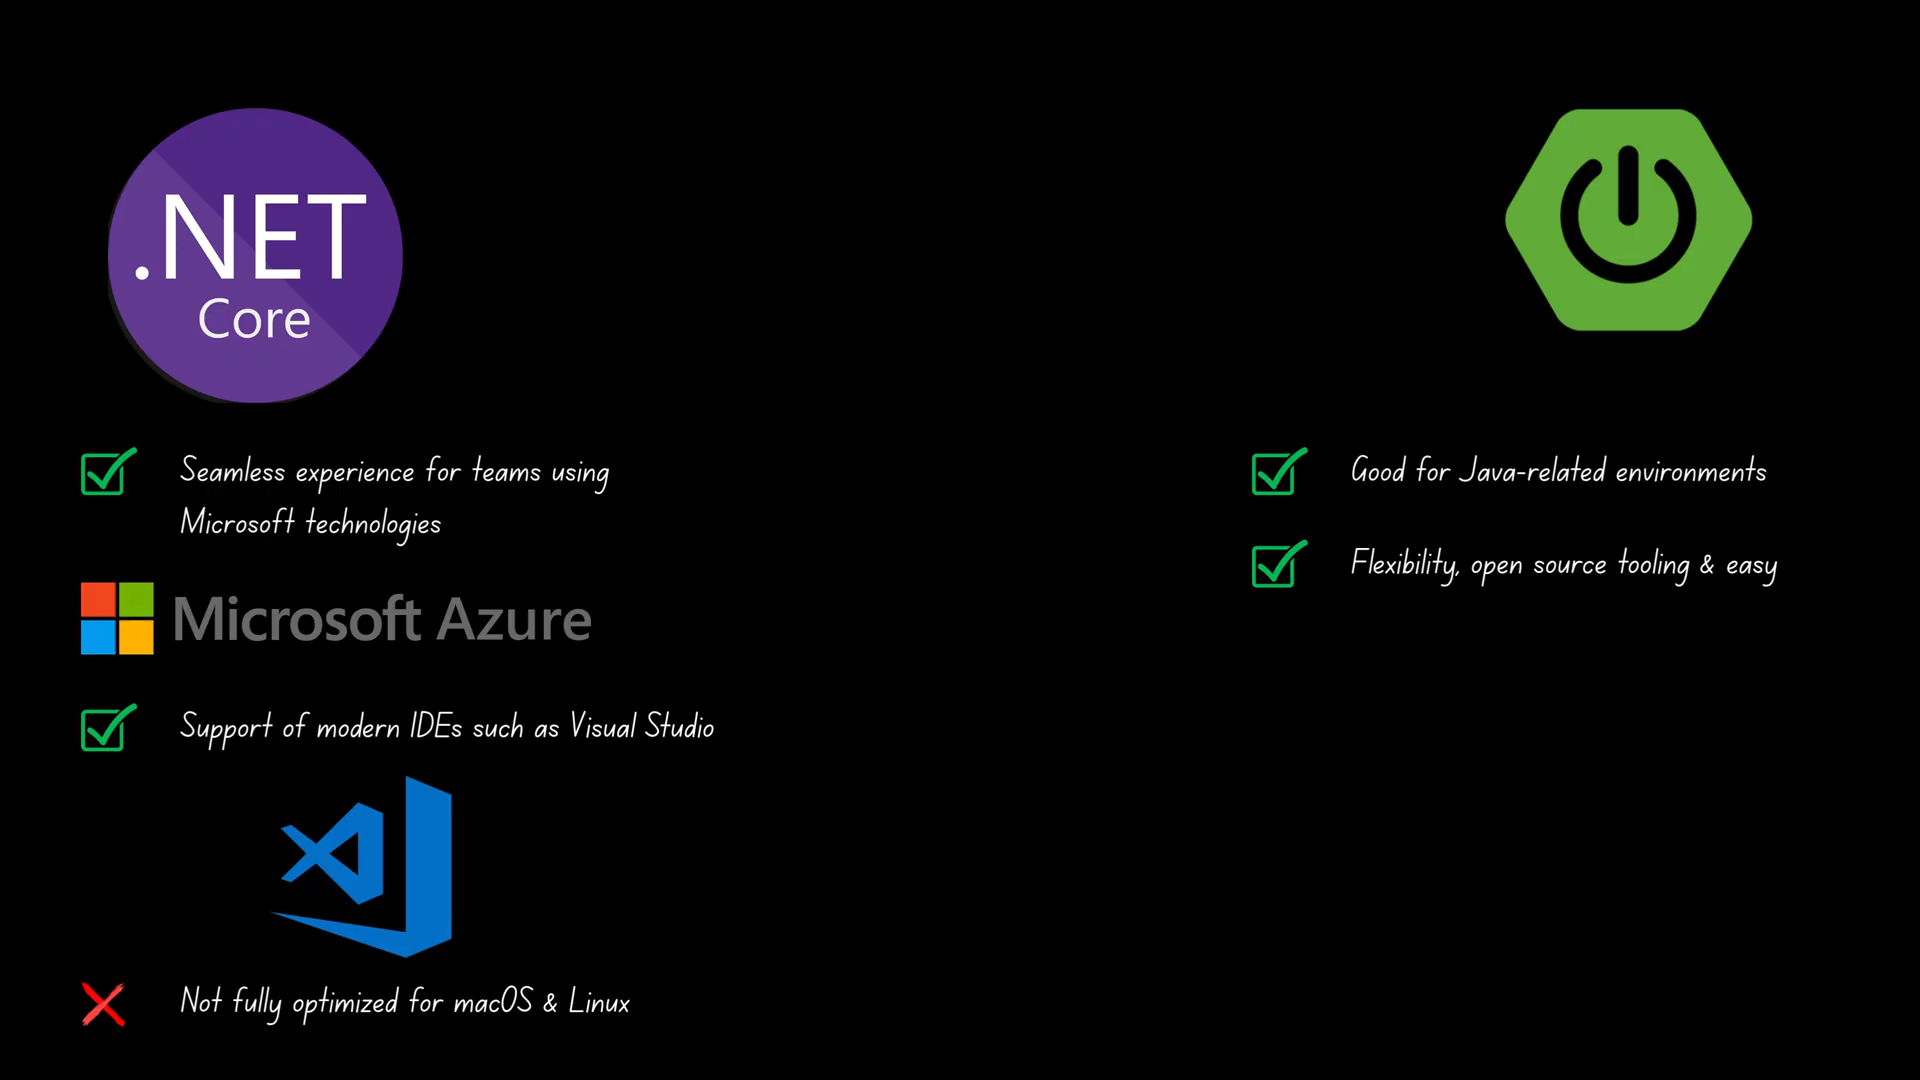 .NET
Core
Seamless experience for teams using
Microsoft technologies
Microsoft Azure
Support of modern IDEs such as Visual Studio
Not fully optimized for macOS & Linux
Good for Java-related environments
Flexibility, open source tooling & easy